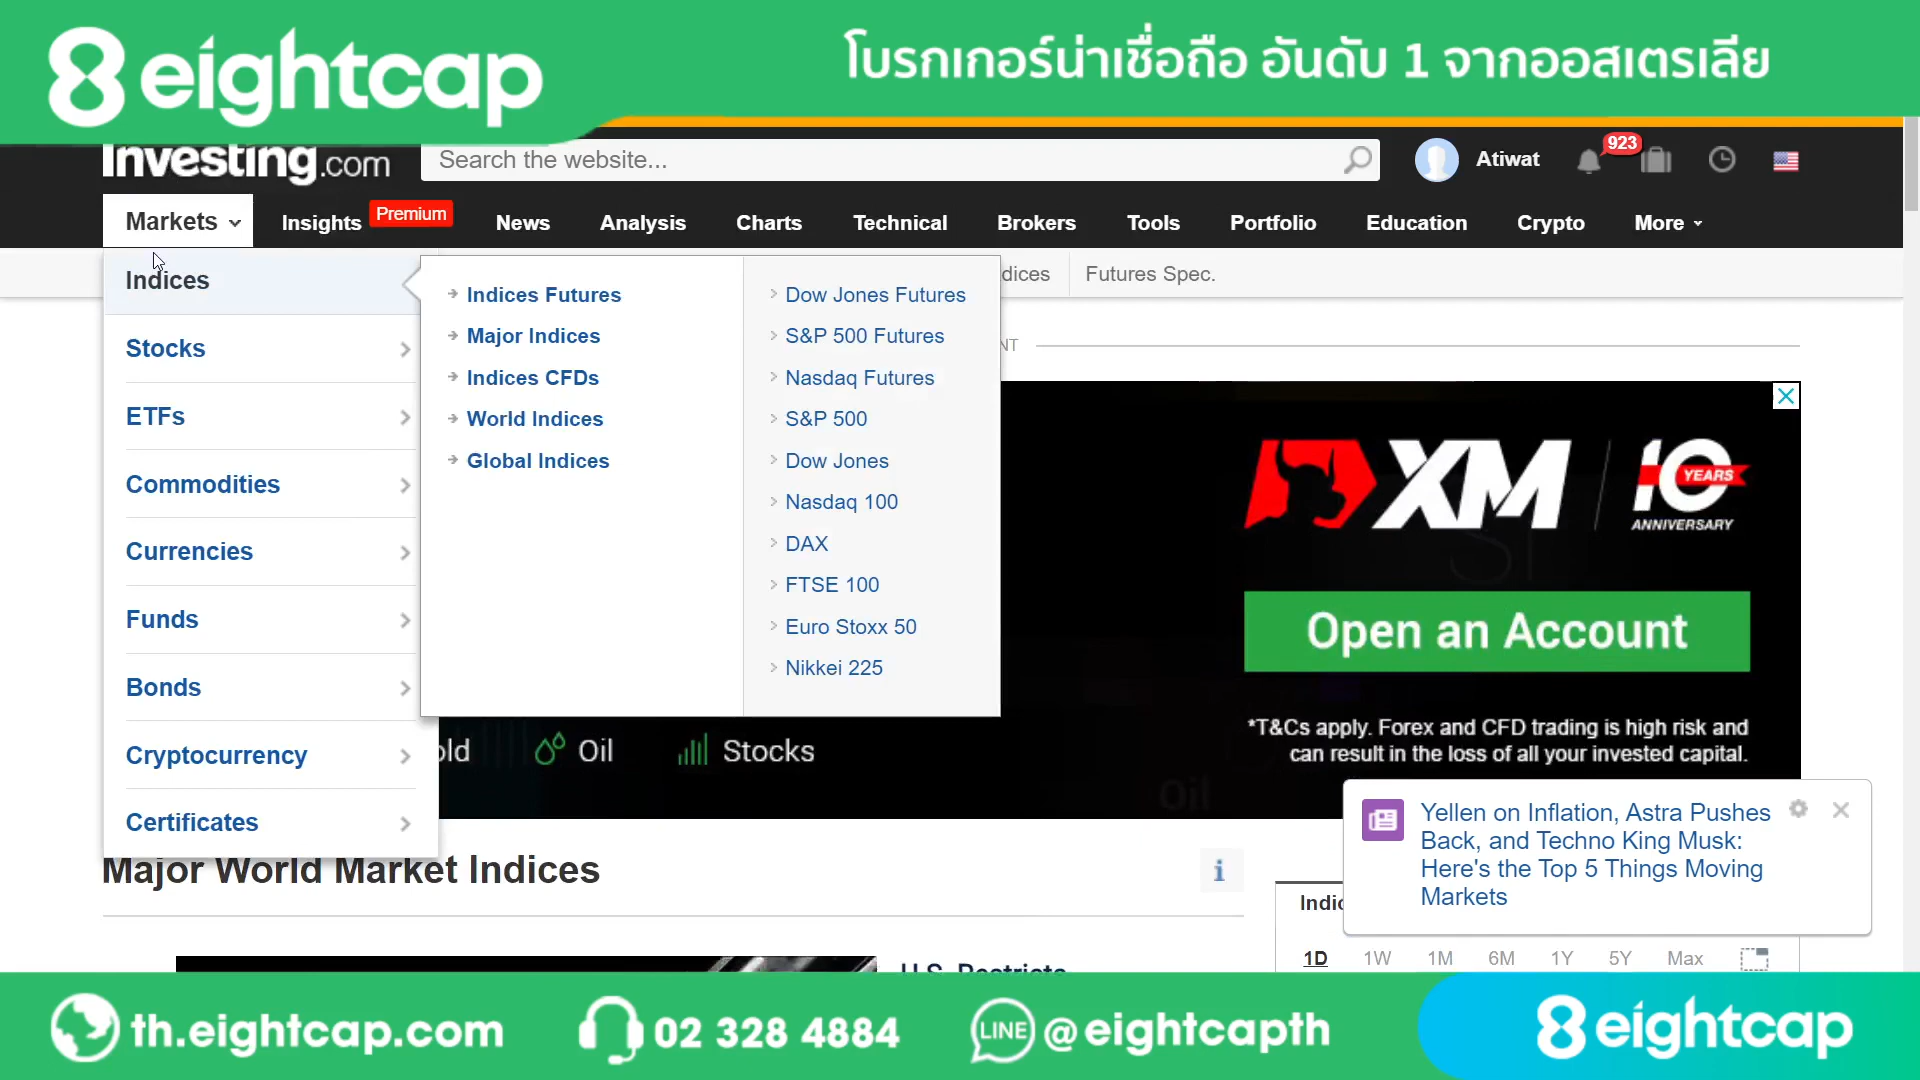 8 eightcap
โบรกเกอร์น่าเชื่อถือ อันดับ 1 จากออสเตรเลีย
Investing.com
Search the website...
Atiwat
923
Markets
Insights
Premium
News
Analysis
Charts
Technical
Brokers
Tools
Portfolio
Education
Crypto
More
Indices
Stocks
ETFs
Commodities
Currencies
Funds
Bonds
Cryptocurrency
Certificates
Indices Futures
Major Indices
Indices CFDs
World Indices
Global Indices
Dow Jones Futures
S&P 500 Futures
Nasdaq Futures
S&P 500
Dow Jones
Nasdaq 100
DAX
FTSE 100
Euro Stoxx 50
Nikkei 225
dices
Futures Spec.
NT
XM
10
YEARS
ANNIVERSARY
Open an Account
*T&Cs apply. Forex and CFD trading is high risk and
can result in the loss of all your invested capital.
old
Oil
Stocks
Oil
Yellen on Inflation, Astra Pushes
Back, and Techno King Musk:
Here's the Top 5 Things Moving
Markets
Major World Market Indices
i
Indic
1D
1W
1M
6M
1Y
5Y
Max
U.S. Restricts
th.eightcap.com
02 328 4884
LINE
@eightcapth
8 eightcap